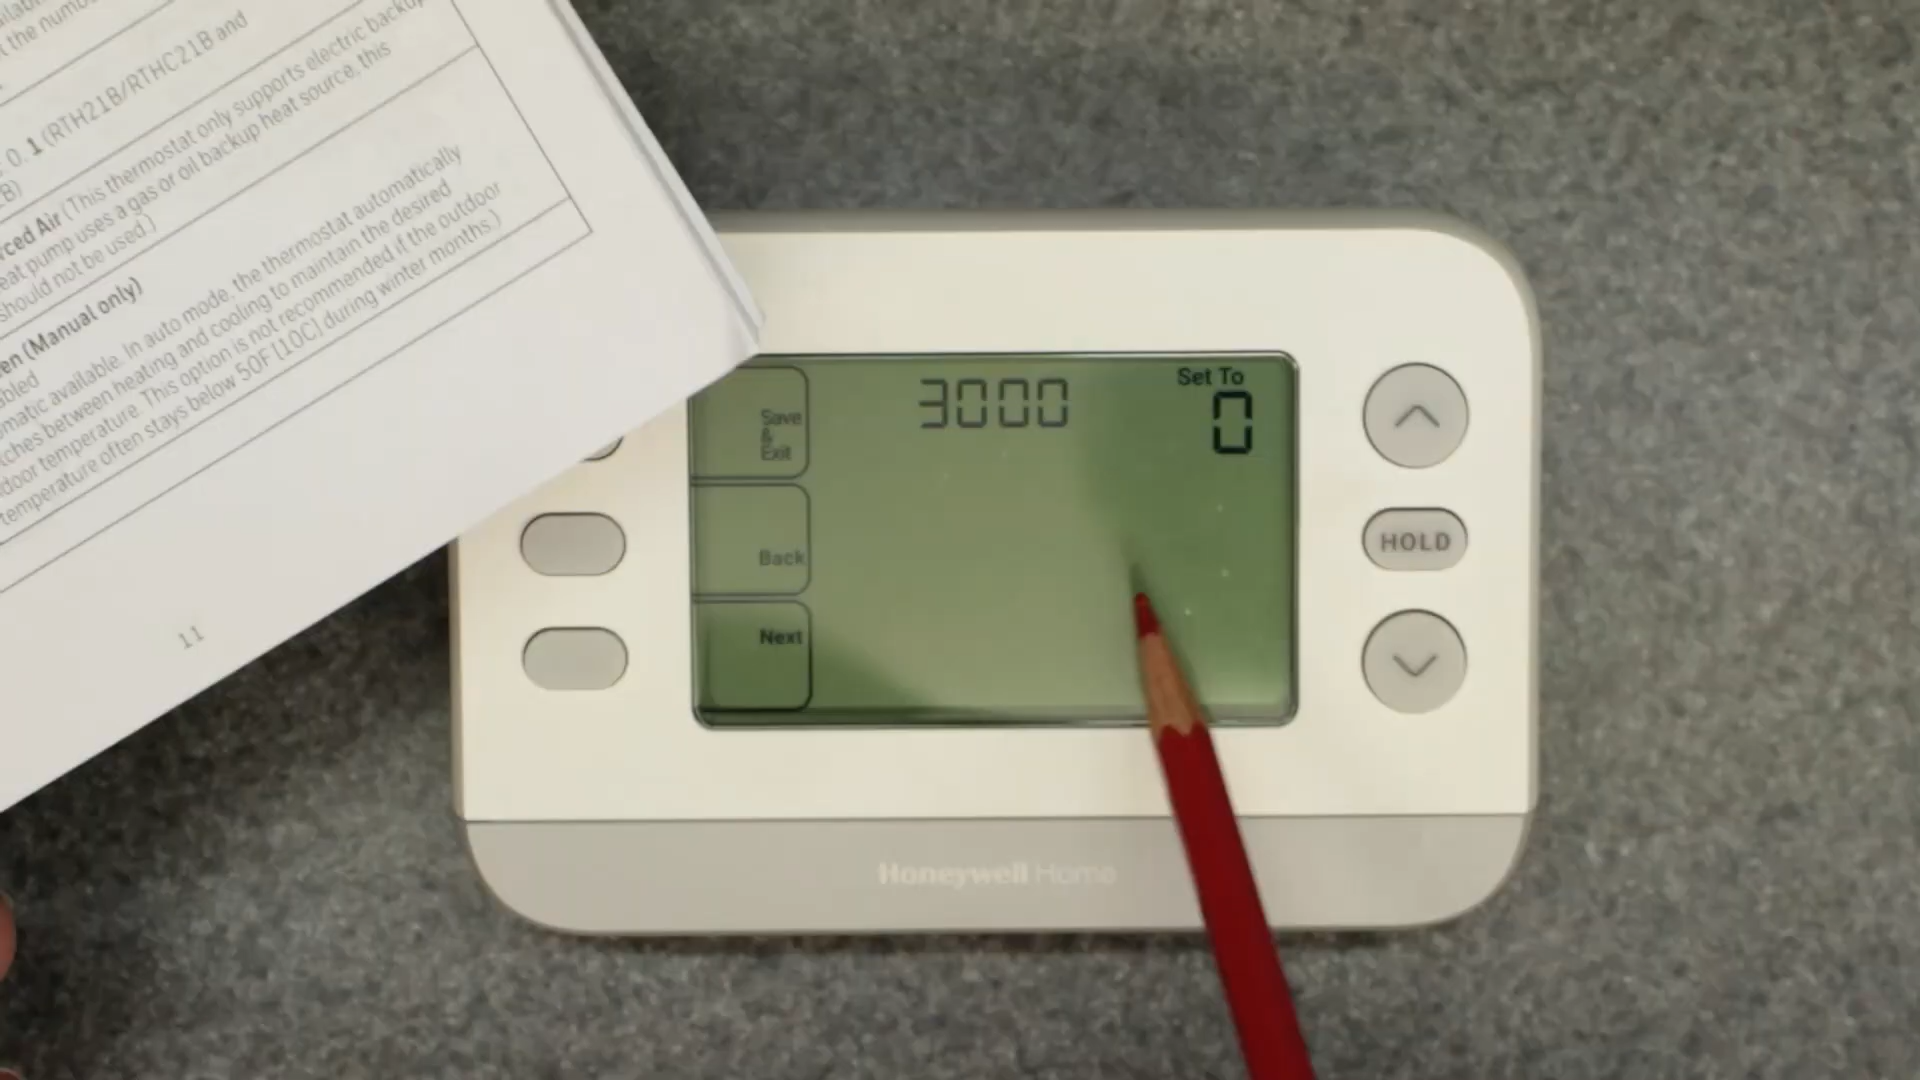 t the numb
0, 1 (RTH21B/RTHC21B and
B)
rced Air (This thermostat only supports electric backup
eat pump uses a gas or oil backup heat source, this
should not be used.)
en (Manual only)
abled
omatic available. In auto mode, the thermostat automatically
tches between heating and cooling to maintain the desired
door temperature. This option is not recommended if the outdoor
temperature often stays below 50F [10C] during winter months.)
11
Save & Exit
3000
Set To
0
Back
Next
HOLD
Honeywell Home